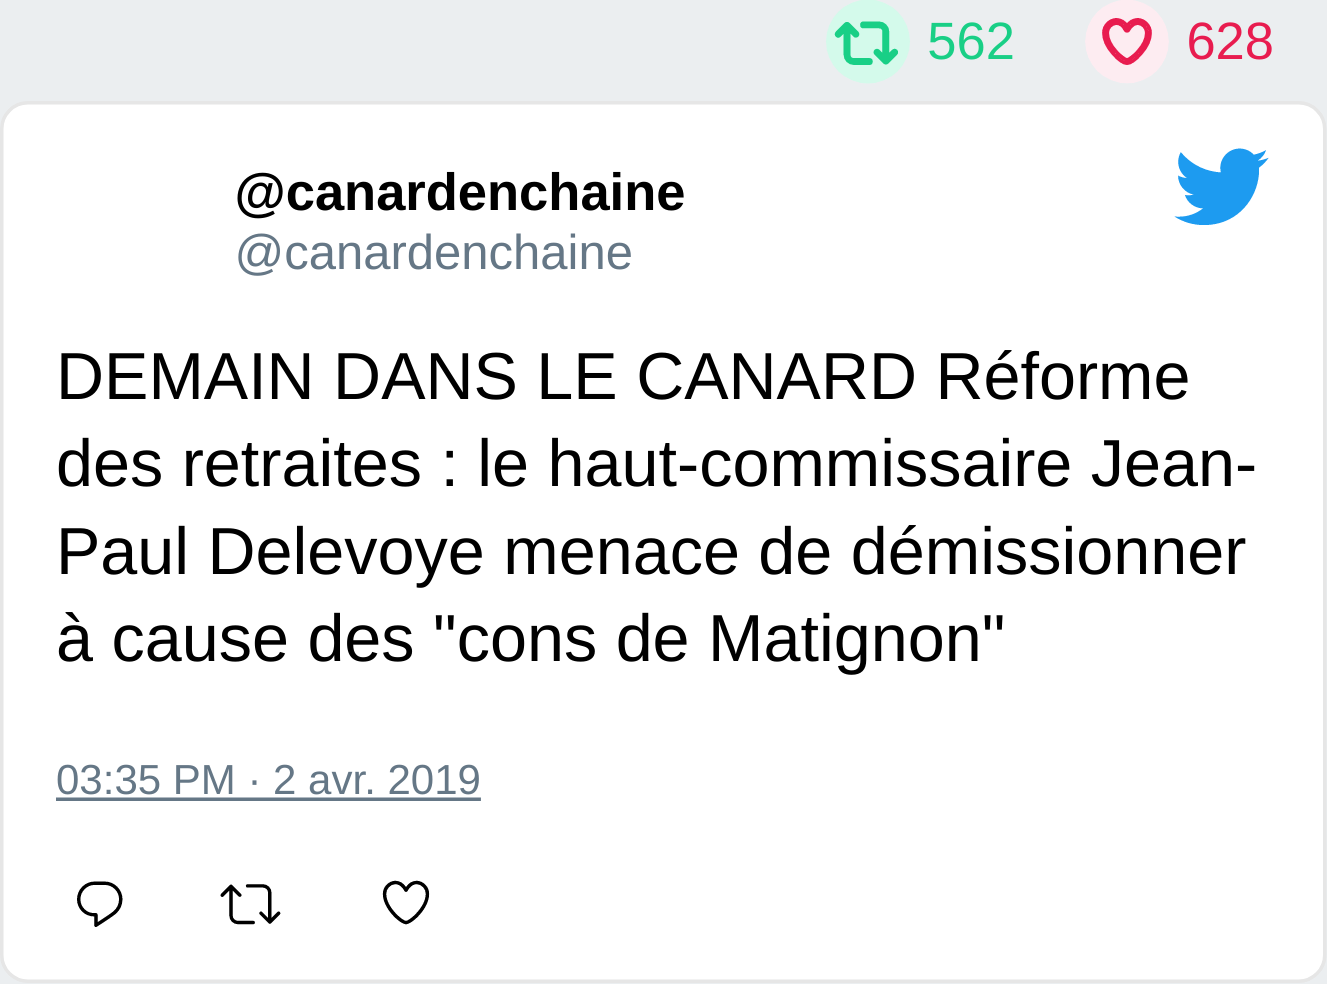 562 628
@canardenchaine
@canardenchaine
DEMAIN DANS LE CANARD Réforme
des retraites : le haut-commissaire Jean-
Paul Delevoye menace de démissionner
à cause des "cons de Matignon"
03:35 PM · 2 avr. 2019